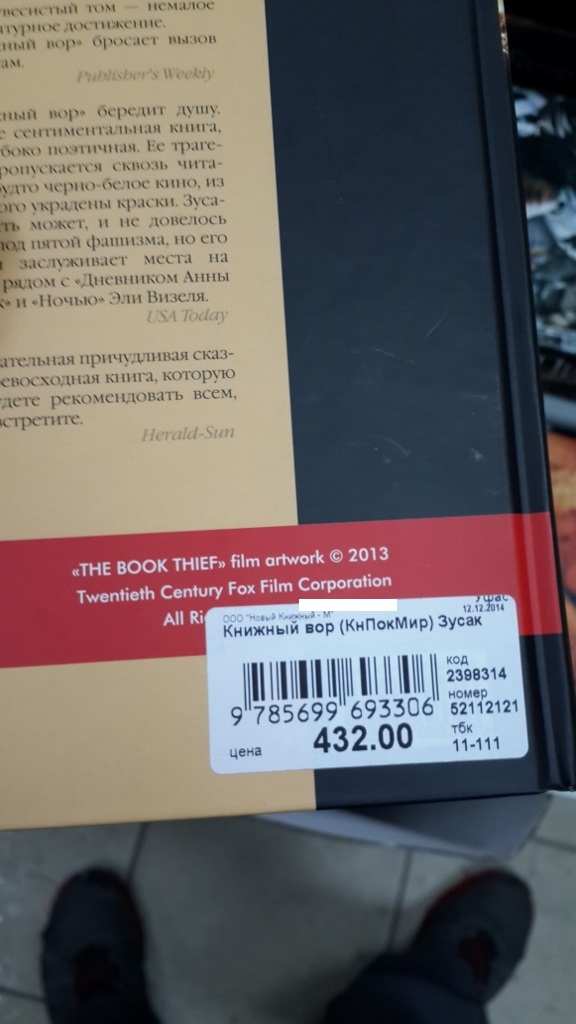 весистый том — немалое
турное достижение.
ный вор» бросает вызов
ам.
Publisher's Weekly
ный вор» бередит душу.
е сентиментальная книга,
боко поэтичная. Ее траге-
ропускается сквозь чита-
будто черно-белое кино, из
ого украдены краски. Зуса-
ть может, и не довелось
под пятой фашизма, но его
заслуживает места на
рядом с «Дневником Анны
к» и «Ночью» Эли Визеля.
USA Today
ательная причудливая сказ-
евосходная книга, которую
удете рекомендовать всем,
встретите.
Herald-Sun
«THE BOOK THIEF» film artwork © 2013
Twentieth Century Fox Film Corporation
All Ri
12.12.2014
ООО "Новый Книжный - М"
Книжный вор (КнПокМир) Зусак
код
2398314
номер
52112121
9 785699 693306
тбк
11-111
цена
432.00